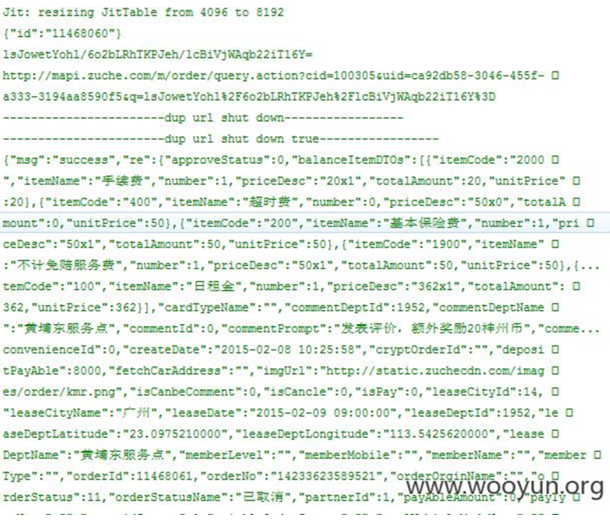 Jit: resizing JitTable from 4096 to 8192
{"id":"11468060"}
lsJowetYohl/6o2bLRhTKPJeh/lcBiVjWAqb22iT16Y=
http://mapi.zuche.com/m/order/query.action?cid=100305&uid=ca92db58-3046-455f-
a333-3194aa8590f5&q=lsJowetYohl%2F6o2bLRhTKPJeh%2FlcBiVjWAqb22iT16Y%3D
-----------------------dup url shut down-----------------
-----------------------dup url shut down true-----------------
{"msg":"success","re":{"approveStatus":0,"balanceItemDTOs":[{"itemCode":"2000
","itemName":"手续费","number":1,"priceDesc":"20x1","totalAmount":20,"unitPrice"
:20},{"itemCode":"400","itemName":"超时费","number":0,"priceDesc":"50x0","totalA
mount":0,"unitPrice":50},{"itemCode":"200","itemName":"基本保险费","number":1,"pri
ceDesc":"50x1","totalAmount":50,"unitPrice":50},{"itemCode":"1900","itemName"
:"不计免赔服务费","number":1,"priceDesc":"50x1","totalAmount":50,"unitPrice":50},{...
temCode":"100","itemName":"日租金","number":1,"priceDesc":"362x1","totalAmount":
362,"unitPrice":362}],"cardTypeName":"","commentDeptId":1952,"commentDeptName
":"黄埔东服务点","commentId":0,"commentPrompt":"发表评价，额外奖励20神州币","comme...
convenienceId":0,"createDate":"2015-02-08 10:25:58","cryptOrderId":"","deposi
tPayAble":8000,"fetchCarAddress":"","imgUrl":"http://static.zuchecdn.com/imag
es/order/kmr.png","isCanbeComment":0,"isCancle":0,"isPay":0,"leaseCityId":14,
"leaseCityName":"广州","leaseDate":"2015-02-09 09:00:00","leaseDeptId":1952,"le
aseDeptLatitude":"23.0975210000","leaseDeptLongitude":"113.5425620000","lease
DeptName":"黄埔东服务点","memberLevel":"","memberMobile":"","memberName":"","member
Type":"","orderId":11468061,"orderNo":"14233623589521","orderOrginName":"","o
rderStatus":11,"orderStatusName":"已取消","partnerId":1,"payAbleAmount":0,"payTy
www.wooyun.org